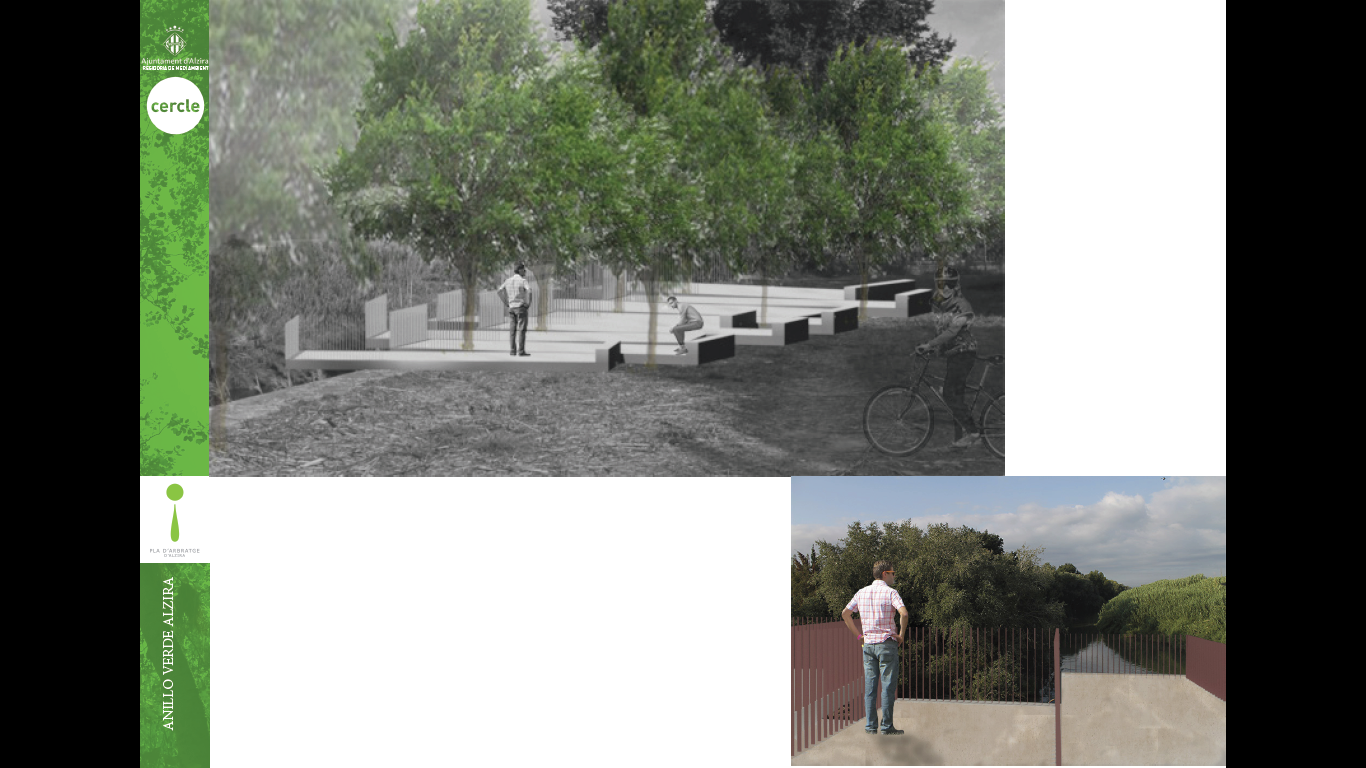 Ajuntament d'Alzira
REGIDORIA DE MEDI AMBIENT
cercle
PLA D'ARBRATGE
D'ALZIRA
ANILLO VERDE ALZIRA